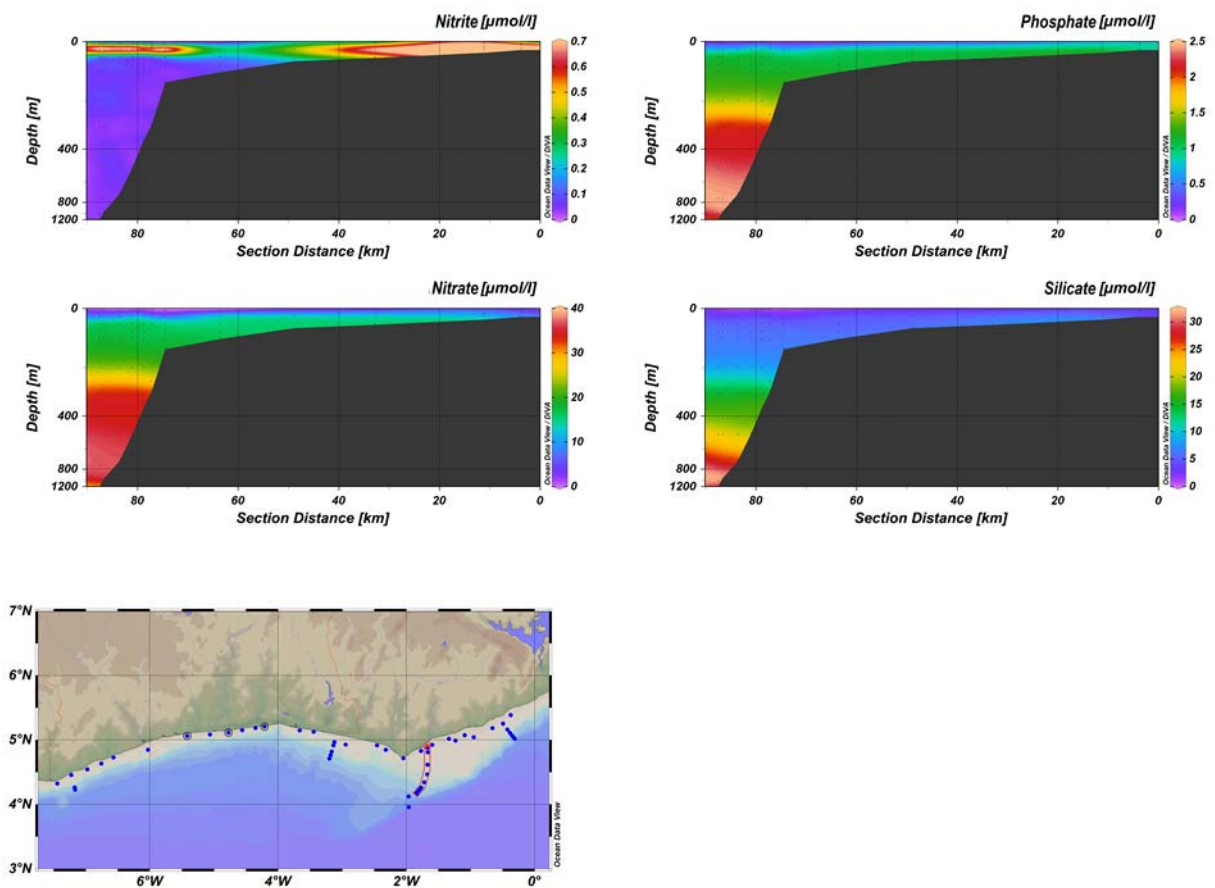 Nitrite [µmol/l]
0
400
800
1200
Depth [m]
80 60 40 20 0
Section Distance [km]
0.7
0.6
0.5
0.4
0.3
0.2
0.1
0
Ocean Data View / DIVA
Phosphate [µmol/l]
0
400
800
1200
Depth [m]
80 60 40 20 0
Section Distance [km]
2.5
2
1.5
1
0.5
0
Ocean Data View / DIVA
Nitrate [µmol/l]
0
400
800
1200
Depth [m]
80 60 40 20 0
Section Distance [km]
40
30
20
10
0
Ocean Data View / DIVA
Silicate [µmol/l]
0
400
800
1200
Depth [m]
80 60 40 20 0
Section Distance [km]
30
25
20
15
10
5
0
Ocean Data View / DIVA
7°N
6°N
5°N
4°N
3°N
6°W 4°W 2°W 0°
Ocean Data View